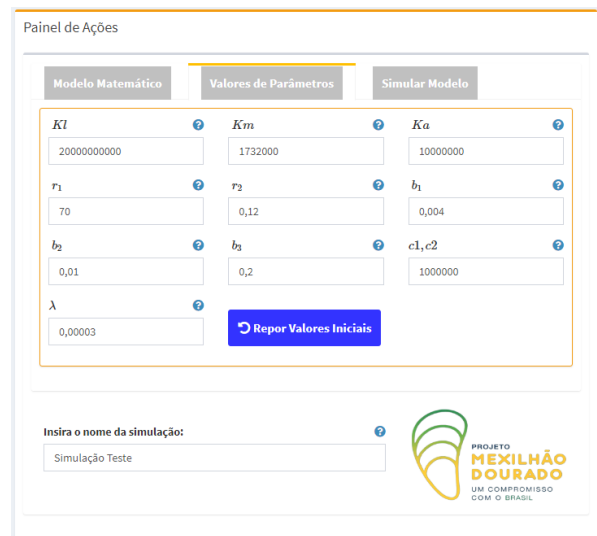 Painel de Ações
Modelo Matemático Valores de Parâmetros Simular Modelo
Kl Km Ka
20000000000 1732000 10000000
r₁ r₂ b₁
70 0,12 0,004
b₂ b₃ c1, c2
0,01 0,2 1000000
λ
0,00003 Repor Valores Iniciais
Insira o nome da simulação:
Simulação Teste
PROJETO
MEXILHÃO
DOURADO
UM COMPROMISSO
COM O BRASIL